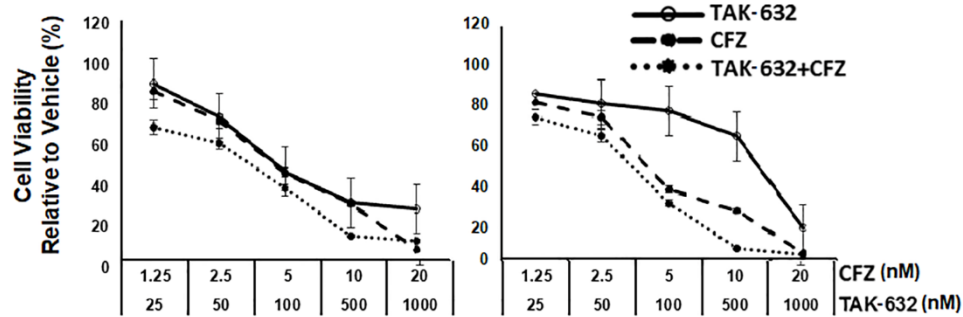 Cell Viability
Relative to Vehicle (%)
120
100
80
60
40
20
0
1.25 2.5 5 10 20
25 50 100 500 1000
120
100
80
60
40
20
0
TAK-632
CFZ
TAK-632+CFZ
1.25 2.5 5 10 20 CFZ (nM)
25 50 100 500 1000 TAK-632 (nM)